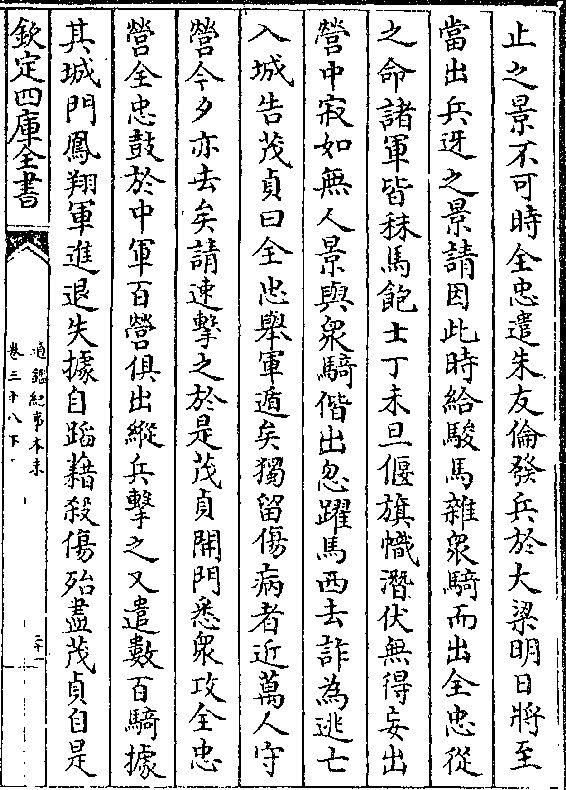 止之景不可時全忠遣朱友倫發兵於大梁明日將至
當出兵迓之景請因此時給駿馬雜衆騎而出全忠從
之命諸軍皆秣馬飽士丁未旦偃旗幟潛伏無得妄出
營中寂如無人景與衆騎偕出忽躍馬西去詐為逃亡
入城告茂貞曰全忠舉軍遁矣獨留傷病者近萬人守
營今夕亦去矣請速擊之於是茂貞開門悉衆攻全忠
營全忠鼓於中軍百營俱出縱兵擊之又遣數百騎據
其城門鳳翔軍進退失據自蹈藉殺傷殆盡茂貞自是
欽定四庫全書
通鑑紀事本末
卷三十八下
二十一